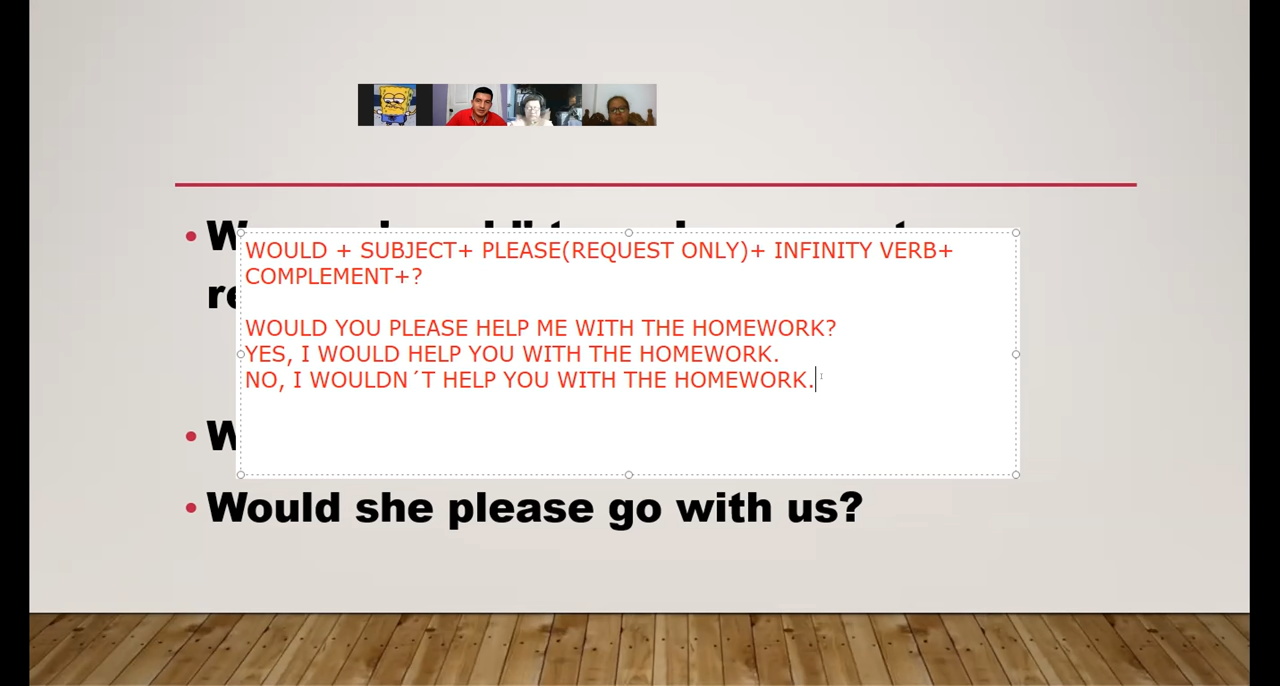 WOULD + SUBJECT+ PLEASE(REQUEST ONLY)+ INFINITY VERB+
COMPLEMENT+?
WOULD YOU PLEASE HELP ME WITH THE HOMEWORK?
YES, I WOULD HELP YOU WITH THE HOMEWORK.
NO, I WOULDN´T HELP YOU WITH THE HOMEWORK.
Would she please go with us?